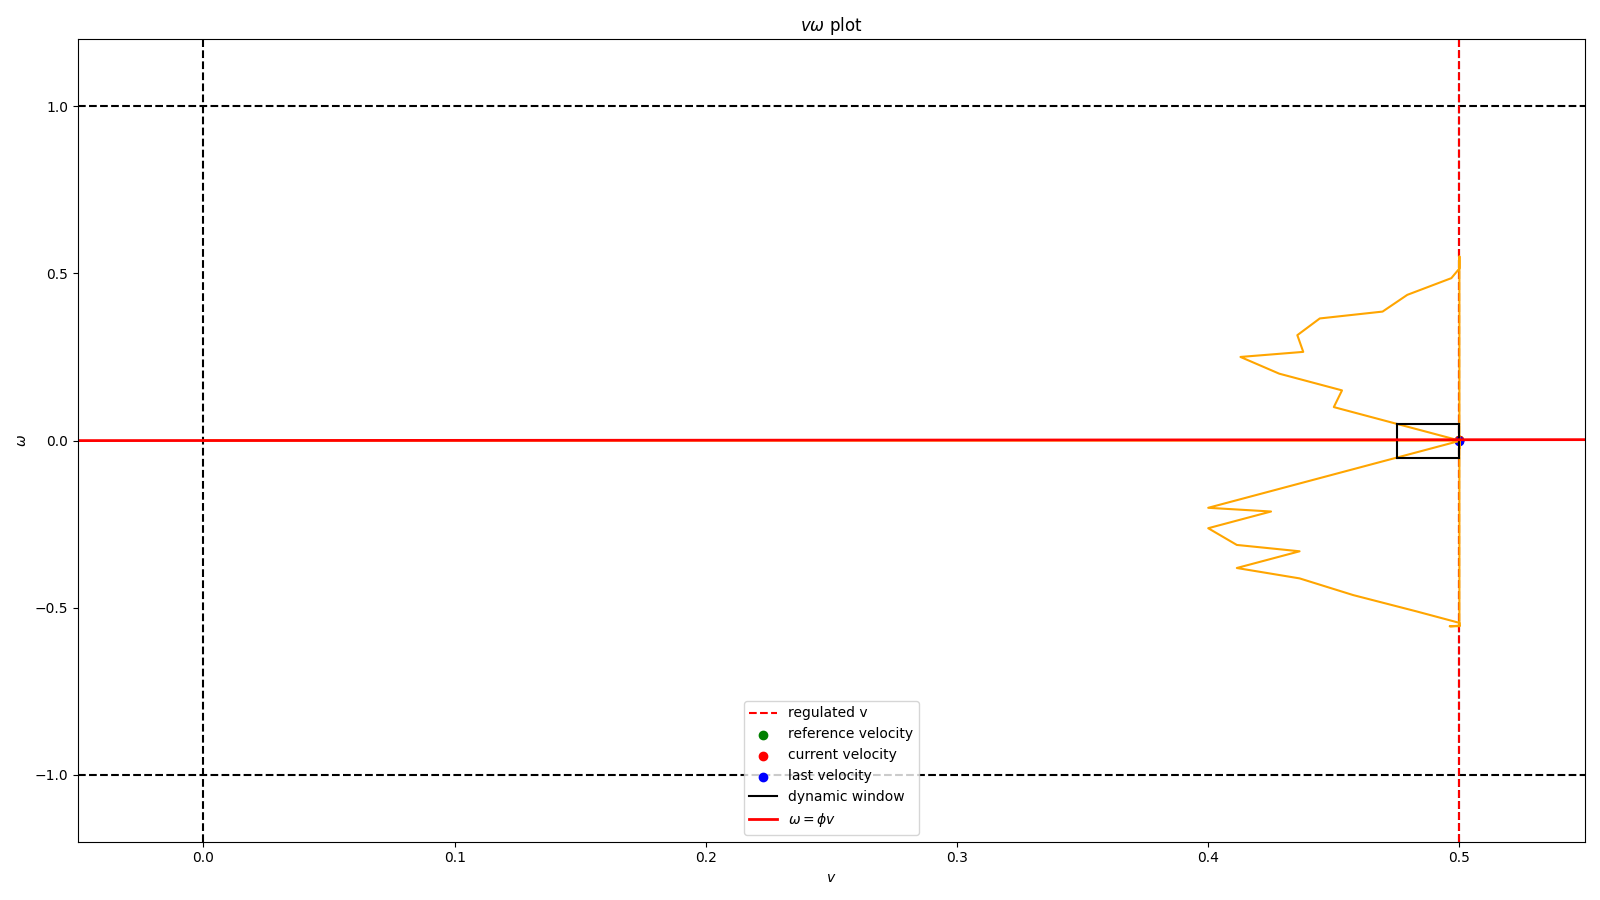 vω plot
1.0
0.5
0.0
−0.5
−1.0
ω
0.0 0.1 0.2 0.3 0.4 0.5
v
regulated v
reference velocity
current velocity
last velocity
dynamic window
ω = ϕv